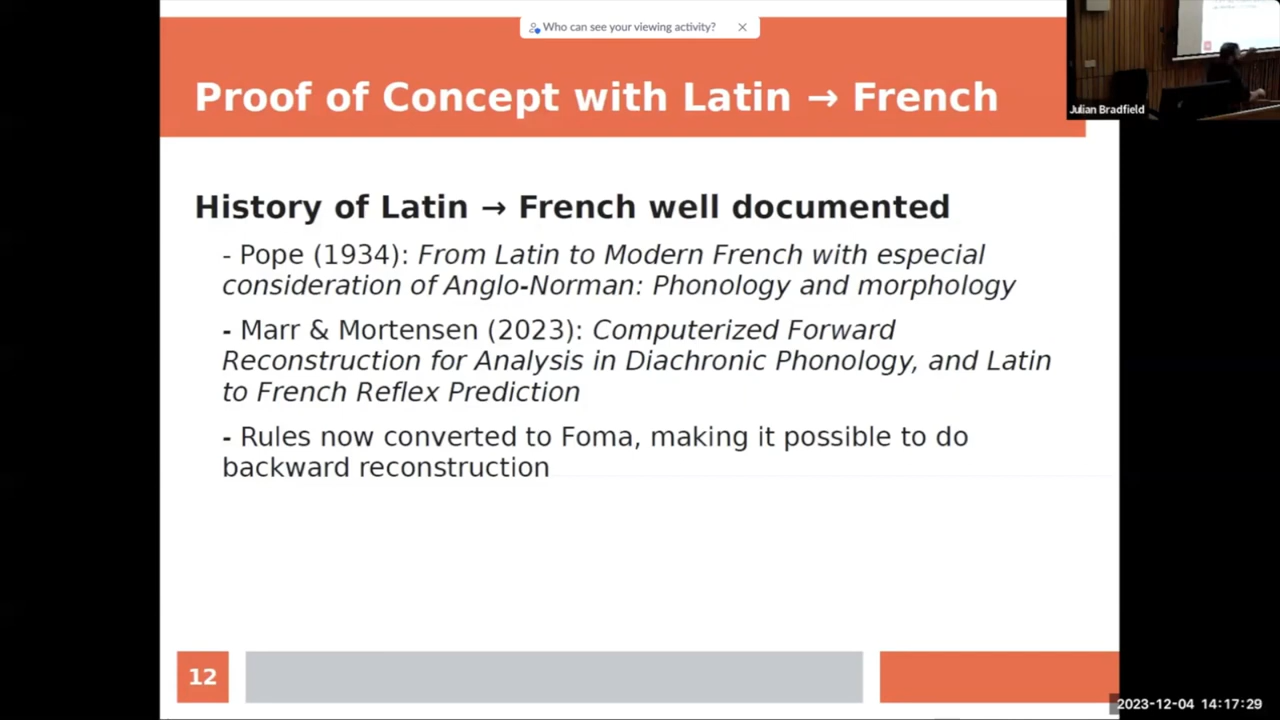 Who can see your viewing activity?
Proof of Concept with Latin → French
Julian Bradfield
History of Latin → French well documented
- Pope (1934): From Latin to Modern French with especial
consideration of Anglo-Norman: Phonology and morphology
- Marr & Mortensen (2023): Computerized Forward
Reconstruction for Analysis in Diachronic Phonology, and Latin
to French Reflex Prediction
- Rules now converted to Foma, making it possible to do
backward reconstruction
12
2023-12-04 14:17:29